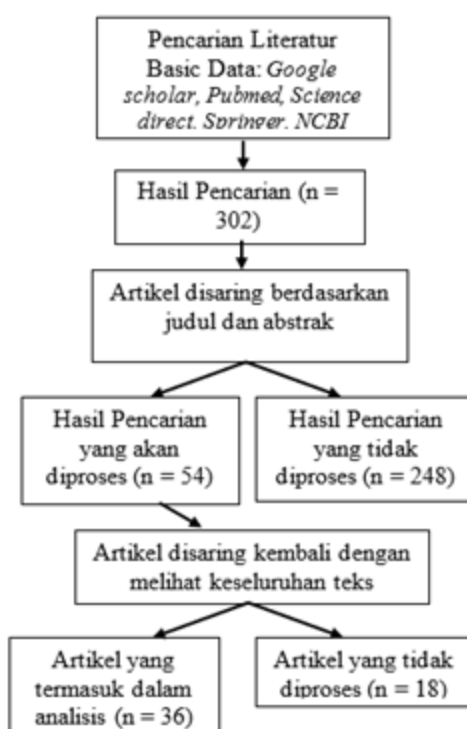 Pencarian Literatur
Basic Data: Google
scholar, Pubmed, Science
direct, Springer, NCBI
Hasil Pencarian (n =
302)
Artikel disaring berdasarkan
judul dan abstrak
Hasil Pencarian
yang akan
diproses (n = 54)
Hasil Pencarian
yang tidak
diproses (n = 248)
Artikel disaring kembali dengan
melihat keseluruhan teks
Artikel yang
termasuk dalam
analisis (n = 36)
Artikel yang tidak
diproses (n = 18)